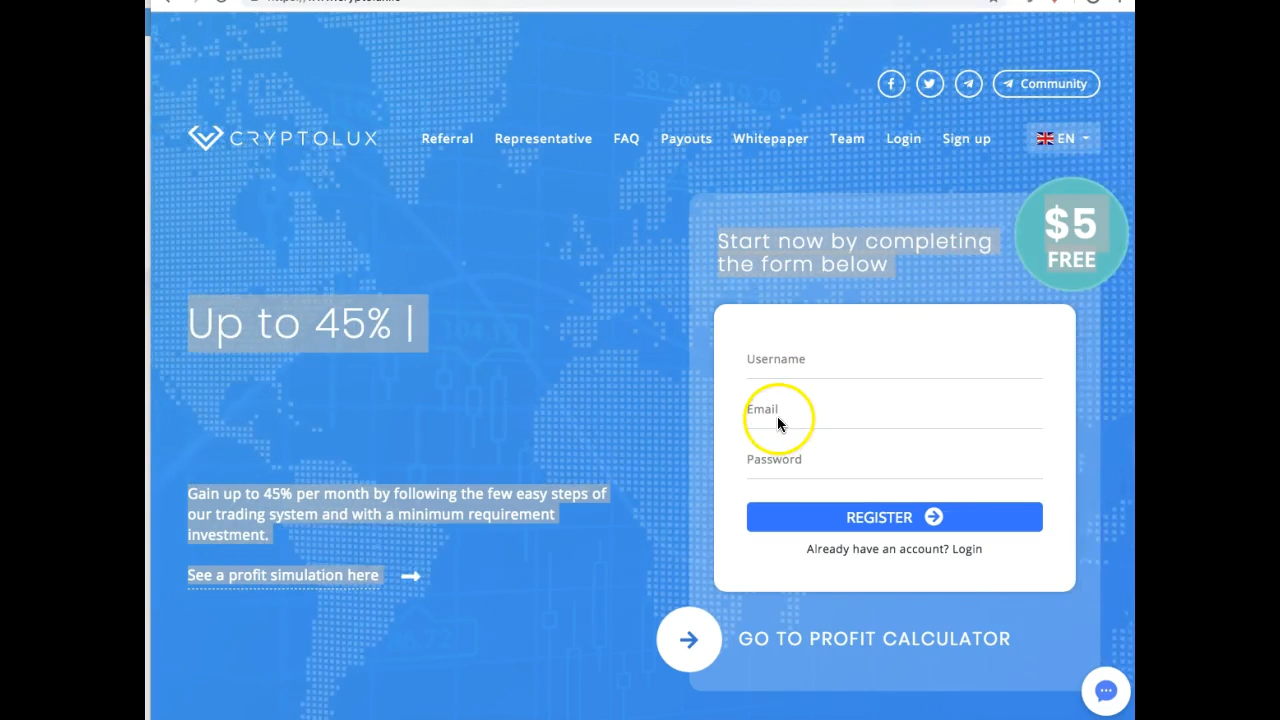 38.2%
Community
CRYPTOLUX
Referral Representative FAQ Payouts Whitepaper Team Login Sign up EN
$5
FREE
Start now by completing
the form below
Up to 45% |
Username
Email
Password
Gain up to 45% per month by following the few easy steps of
our trading system and with a minimum requirement
investment.
REGISTER
Already have an account? Login
See a profit simulation here
GO TO PROFIT CALCULATOR